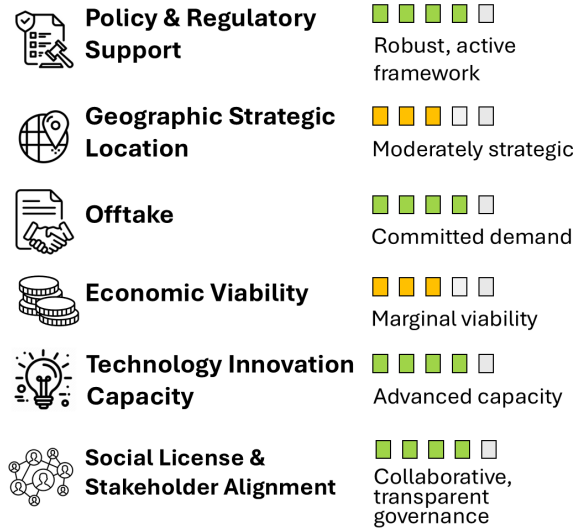 Policy & Regulatory
Support
Robust, active
framework
Geographic Strategic
Location
Moderately strategic
Offtake
Committed demand
Economic Viability
Marginal viability
Technology Innovation
Capacity
Advanced capacity
Social License &
Stakeholder Alignment
Collaborative,
transparent
governance